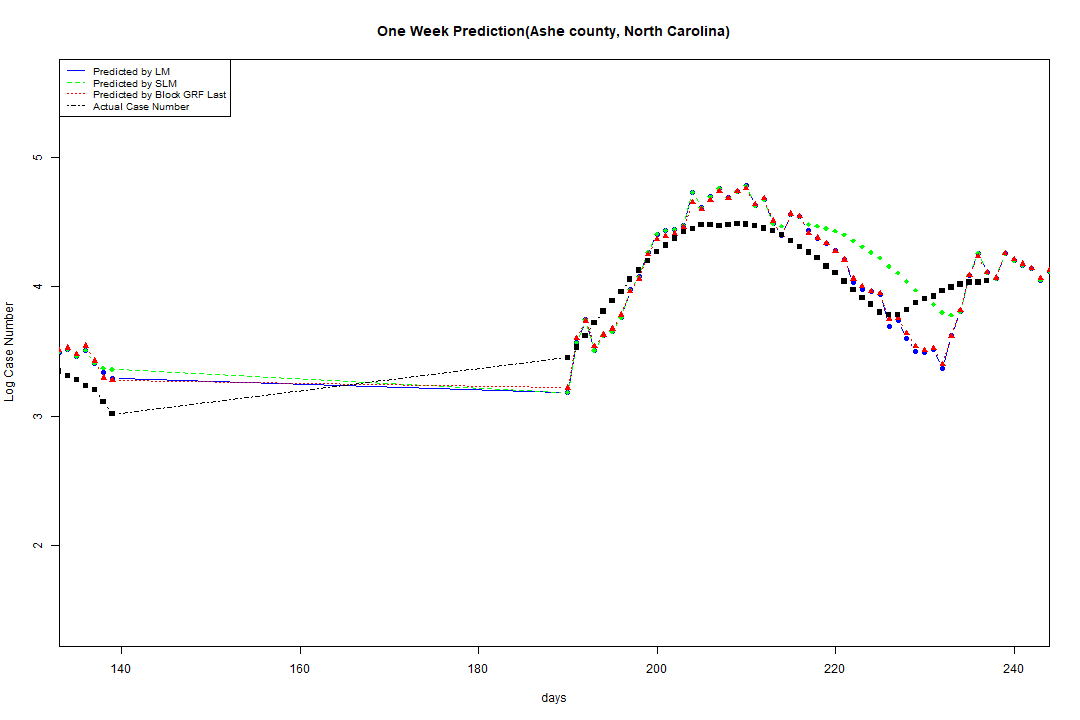 One Week Prediction(Ashe county, North Carolina)
Predicted by LM
Predicted by SLM
Predicted by Block GRF Last
Actual Case Number
5
4
3
2
Log Case Number
140 160 180 200 220 240
days